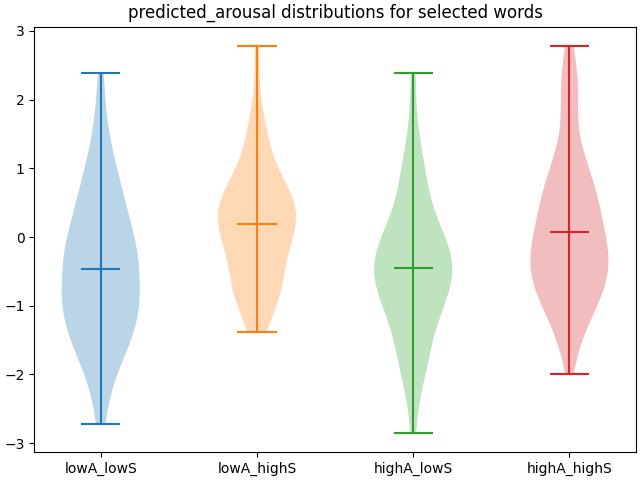 predicted_arousal distributions for selected words
3
2
1
0
−1
−2
−3
lowA_lowS
lowA_highS
highA_lowS
highA_highS